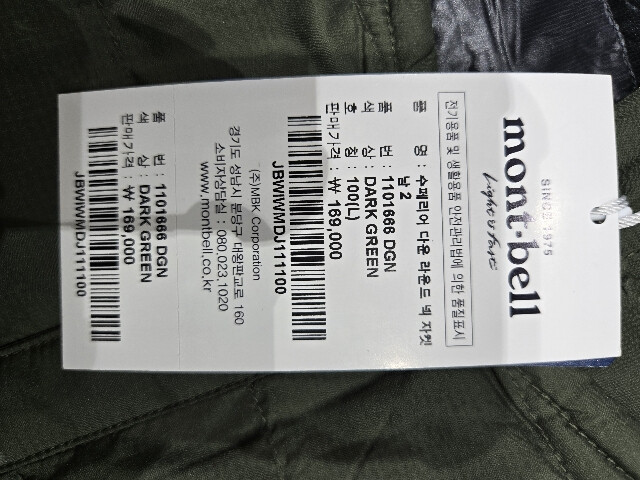 mont-bell
SINCE 1975
Light & Fast
전기용품 및 생활용품 안전관리법에 의한 품질표시
품 명 : 수페리어 다운 라운드 넥 자켓
남 2
품 번 : 1101666 DGN
색 상 : DARK GREEN
호 칭 : 100(L)
판매가격 : ₩ 169,000
JBWWWMDJ111100
(주)MBK Corporation
경기도 성남시 분당구 대왕판교로 160
소비자상담실 : 080.023.1020
www.montbell.co.kr
품 번 : 1101666 DGN
색 상 : DARK GREEN
판매가격 : ₩ 169,000
JBWWWMDJ111100